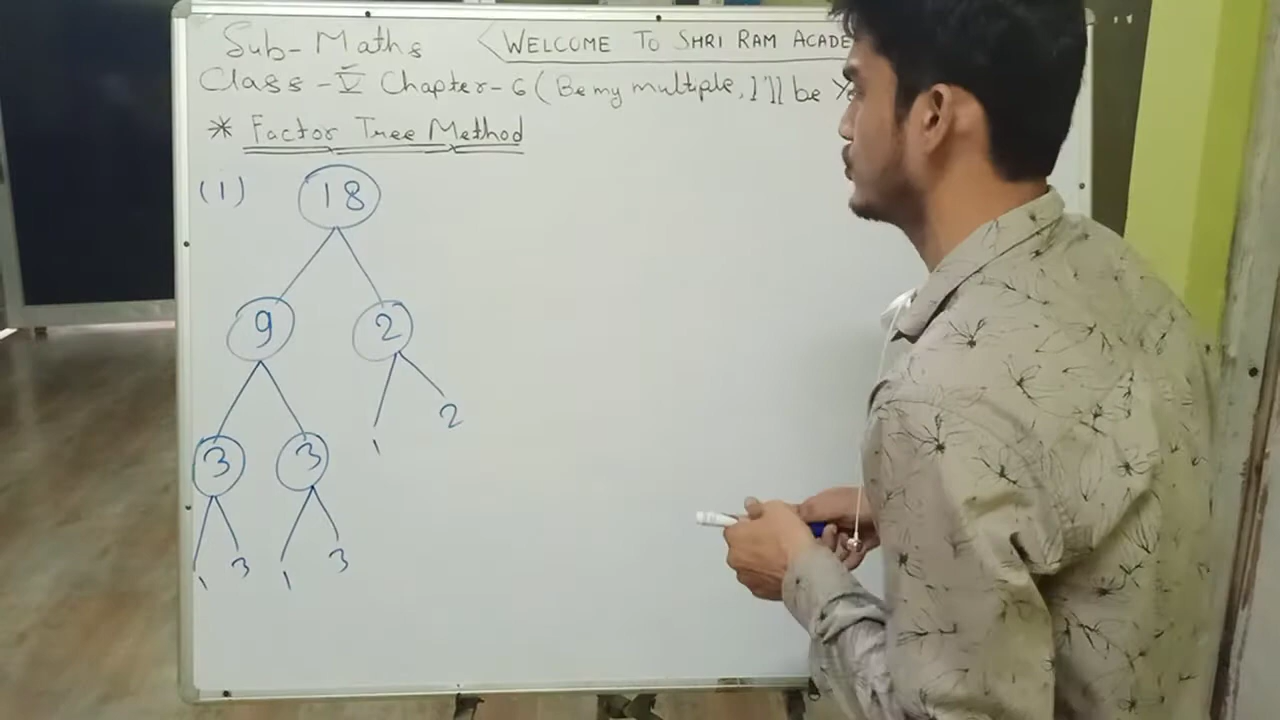 Sub- Maths
WELCOME TO SHRI RAM
Class - V Chapter - 6 (Be my multiple, I'll be
* Factor Tree Method
(1) 18
9 2
3 3 1 2
1 3 1 3